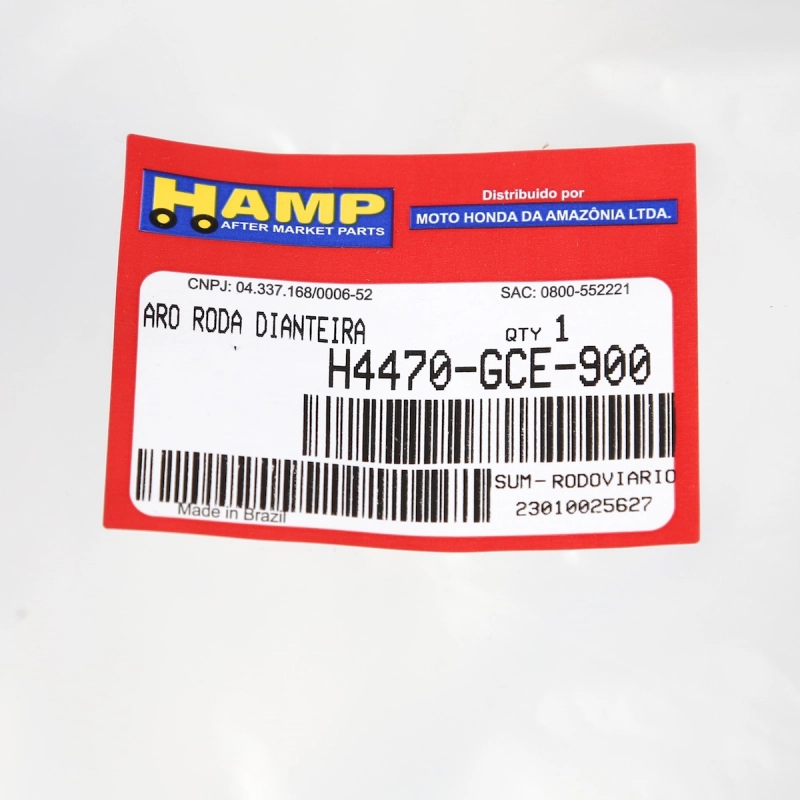 HAMP
AFTER MARKET PARTS
Distribuido por
MOTO HONDA DA AMAZÔNIA LTDA.
CNPJ: 04.337.168/0006-52
SAC: 0800-552221
ARO RODA DIANTEIRA
QTY 1
H4470-GCE-900
SUM-RODOVIARIO
23010025627
Made in Brazil